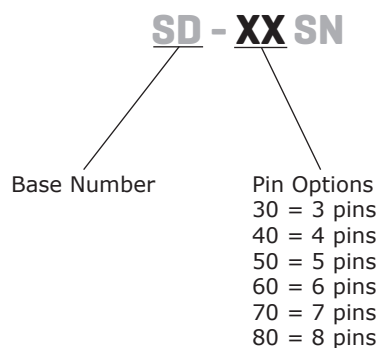 SD - XX SN
Base Number
Pin Options
30 = 3 pins
40 = 4 pins
50 = 5 pins
60 = 6 pins
70 = 7 pins
80 = 8 pins